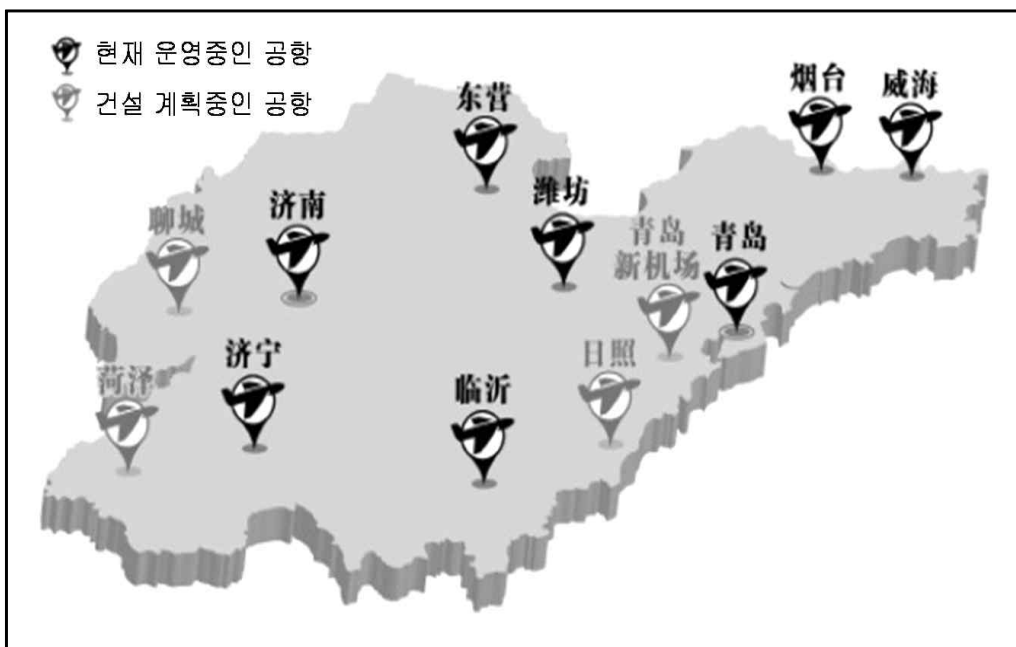 현재 운영중인 공항
건설 계획중인 공항
东营
烟台
威海
聊城
济南
潍坊
青岛
新机场
青岛
菏泽
济宁
临沂
日照